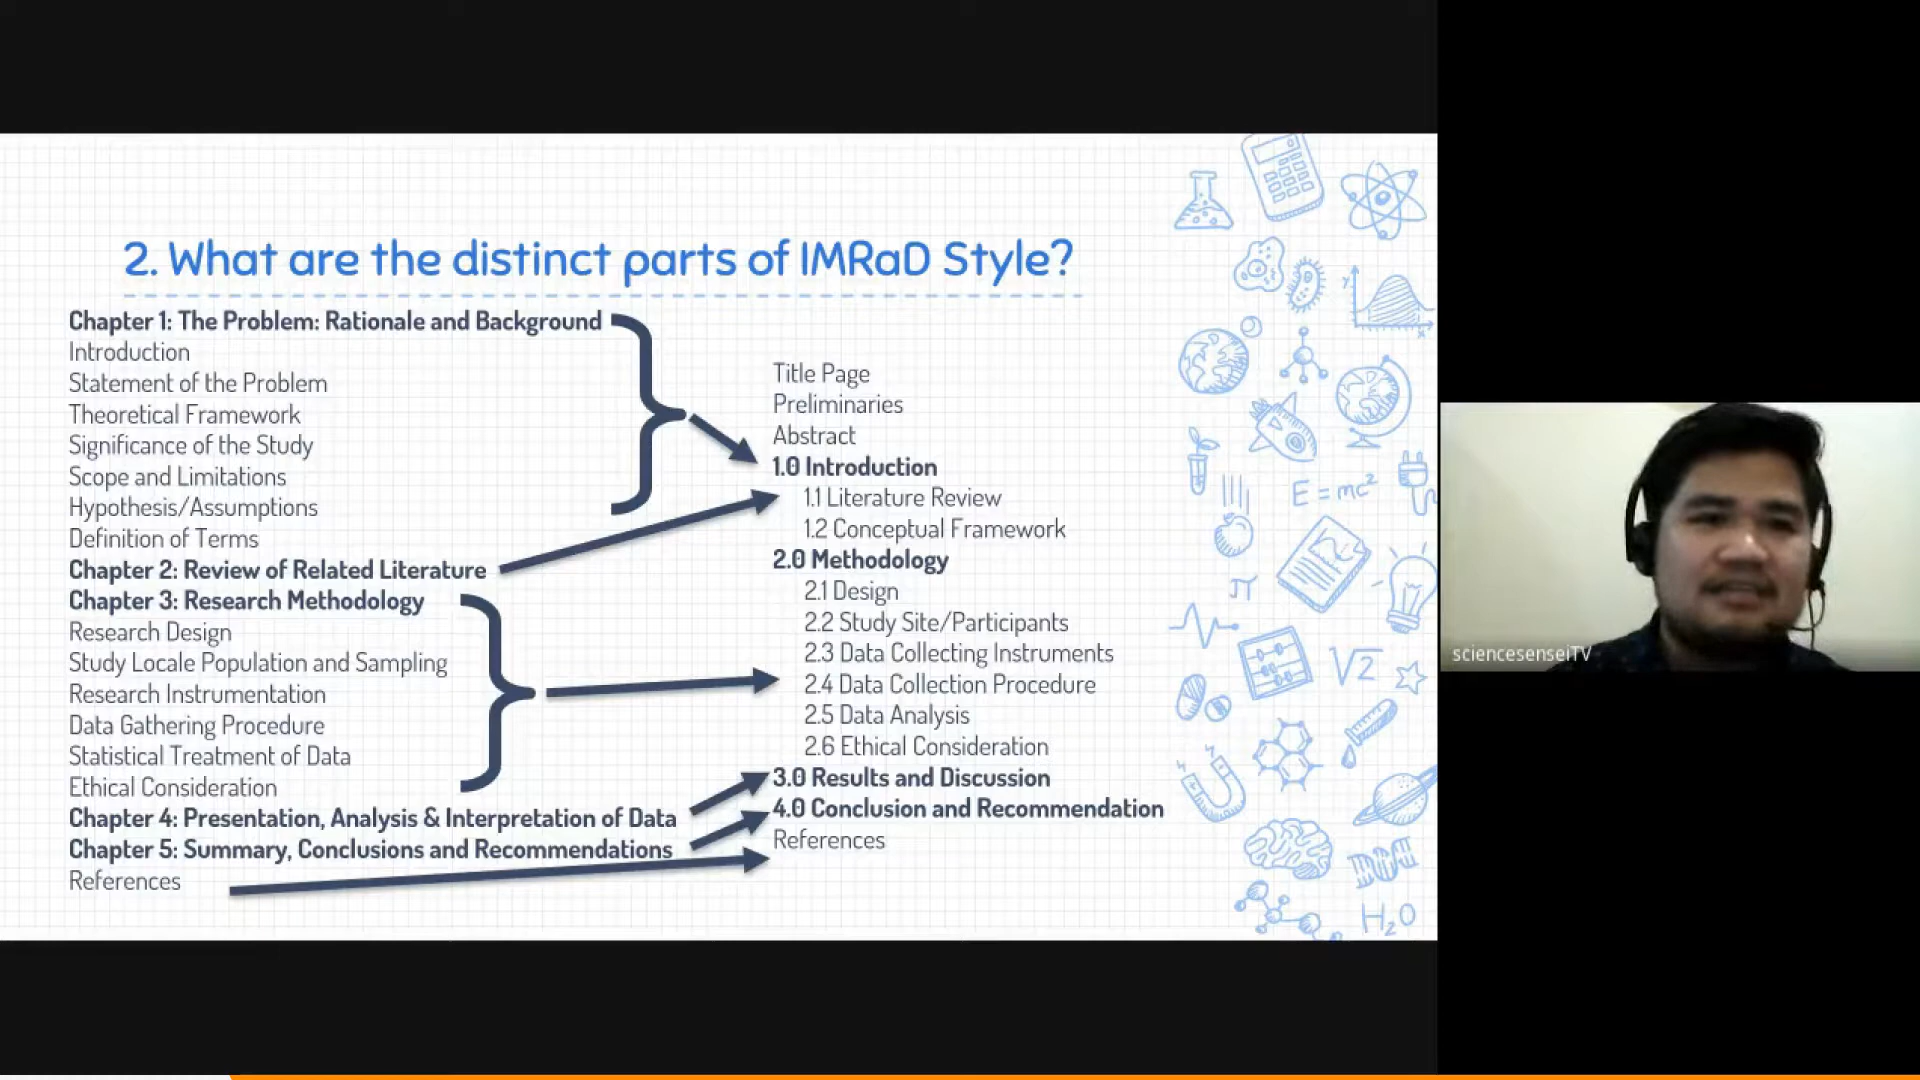 2. What are the distinct parts of IMRaD Style?
Chapter 1: The Problem: Rationale and Background
Introduction
Statement of the Problem
Theoretical Framework
Significance of the Study
Scope and Limitations
Hypothesis/Assumptions
Definition of Terms
Chapter 2: Review of Related Literature
Chapter 3: Research Methodology
Research Design
Study Locale Population and Sampling
Research Instrumentation
Data Gathering Procedure
Statistical Treatment of Data
Ethical Consideration
Chapter 4: Presentation, Analysis & Interpretation of Data
Chapter 5: Summary, Conclusions and Recommendations
References
Title Page
Preliminaries
Abstract
1.0 Introduction
1.1 Literature Review
1.2 Conceptual Framework
2.0 Methodology
2.1 Design
2.2 Study Site/Participants
2.3 Data Collecting Instruments
2.4 Data Collection Procedure
2.5 Data Analysis
2.6 Ethical Consideration
3.0 Results and Discussion
4.0 Conclusion and Recommendation
References
y
x
E=mc²
π
√2
H₂O
sciencesenseiTV